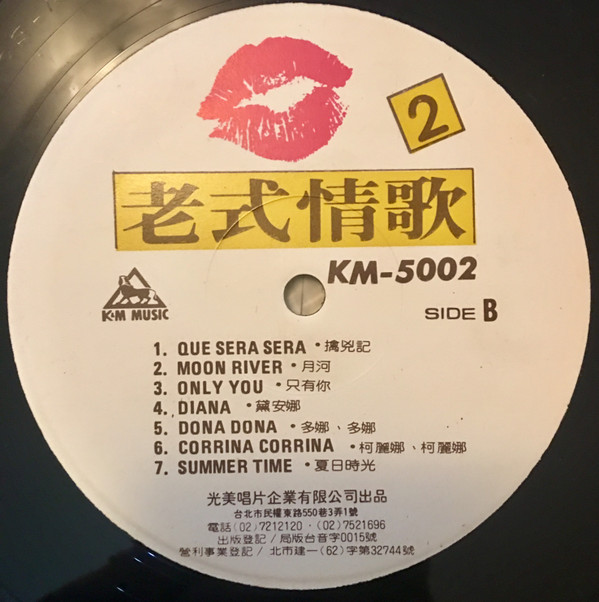 2
老式情歌
KM-5002
K&M MUSIC
SIDE B
1. QUE SERA SERA •擒兇記
2. MOON RIVER •月河
3. ONLY YOU •只有你
4. DIANA •黛安娜
5. DONA DONA •多娜、多娜
6. CORRINA CORRINA •柯麗娜、柯麗娜
7. SUMMER TIME •夏日時光
光美唱片企業有限公司出品
台北市民權東路550巷3弄1號
電話(02)7212120•(02)7521696
出版登記/局版台音字0015號
營利事業登記/北市建一(62)字第32744號